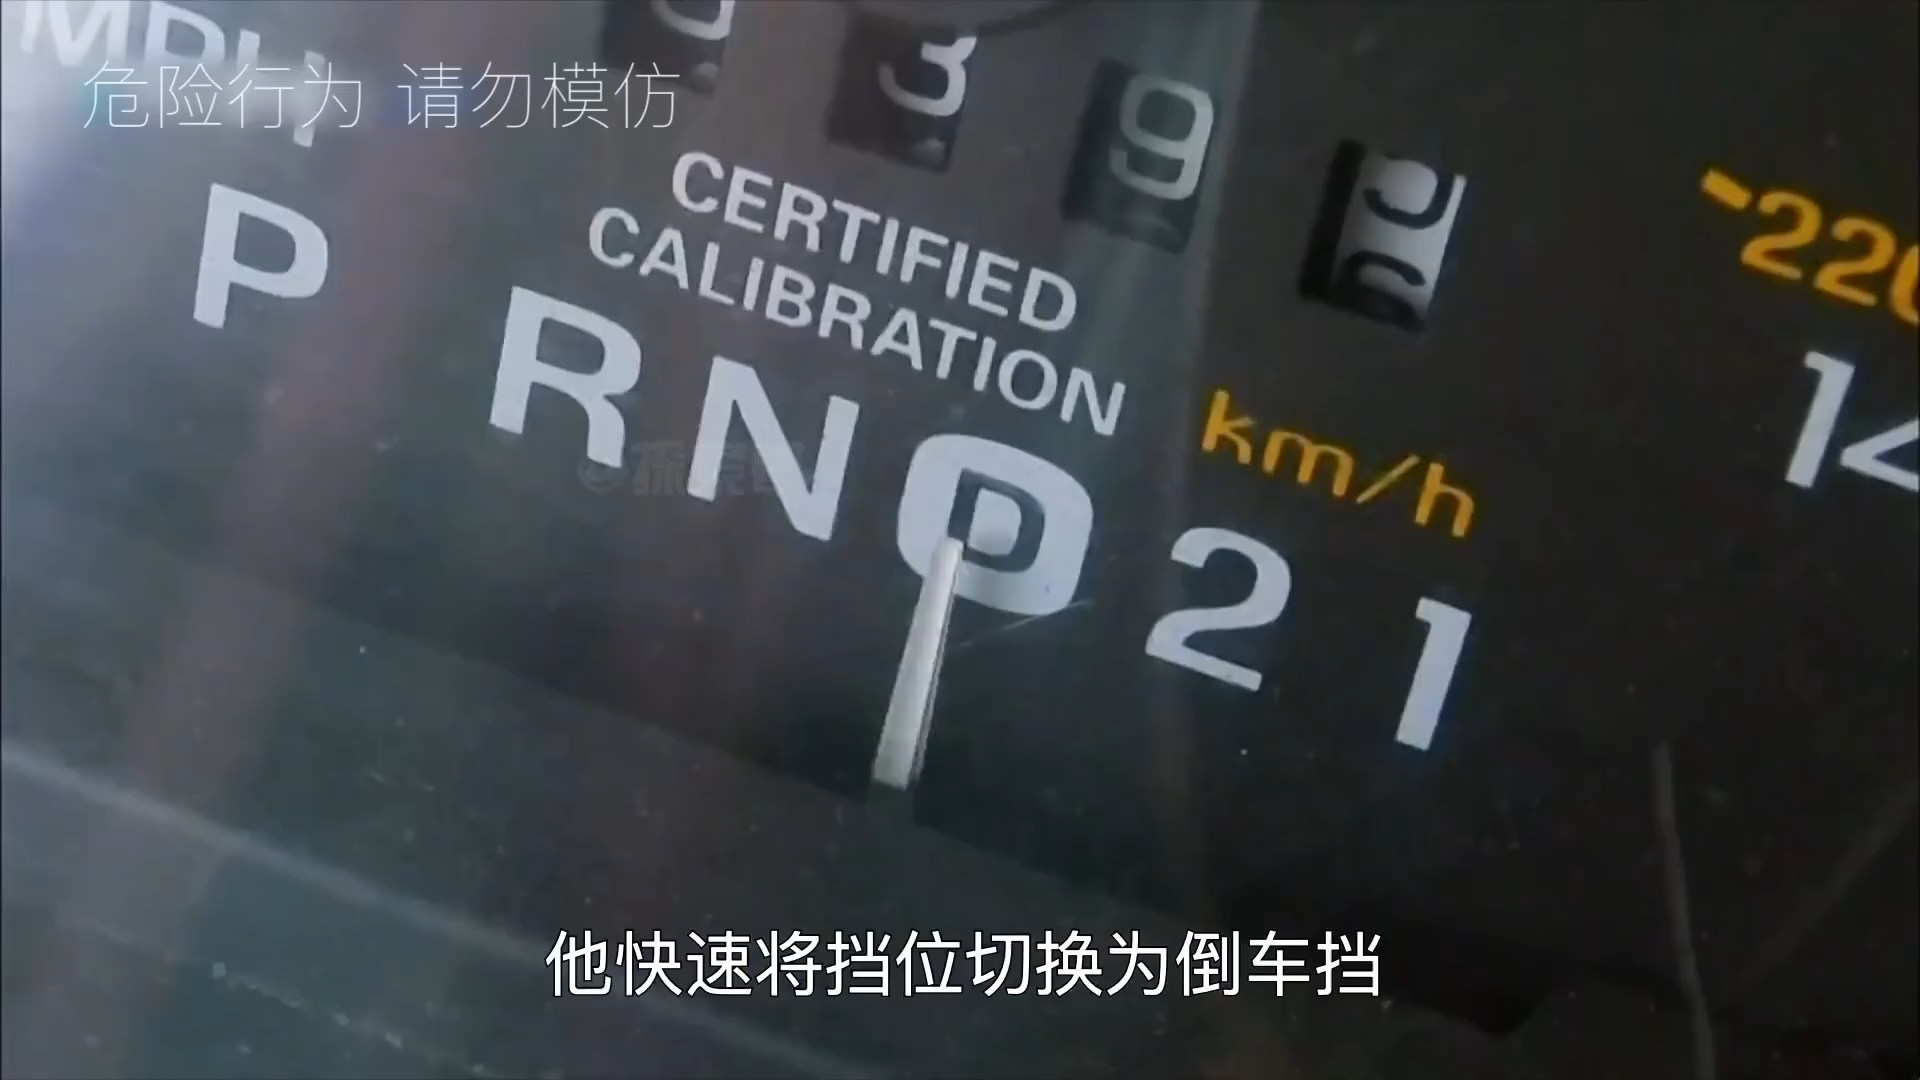 MPH
危险行为 请勿模仿
3 9
-220
CERTIFIED
CALIBRATION
km/h
14
P R N D 2 1
他快速将挡位切换为倒车挡